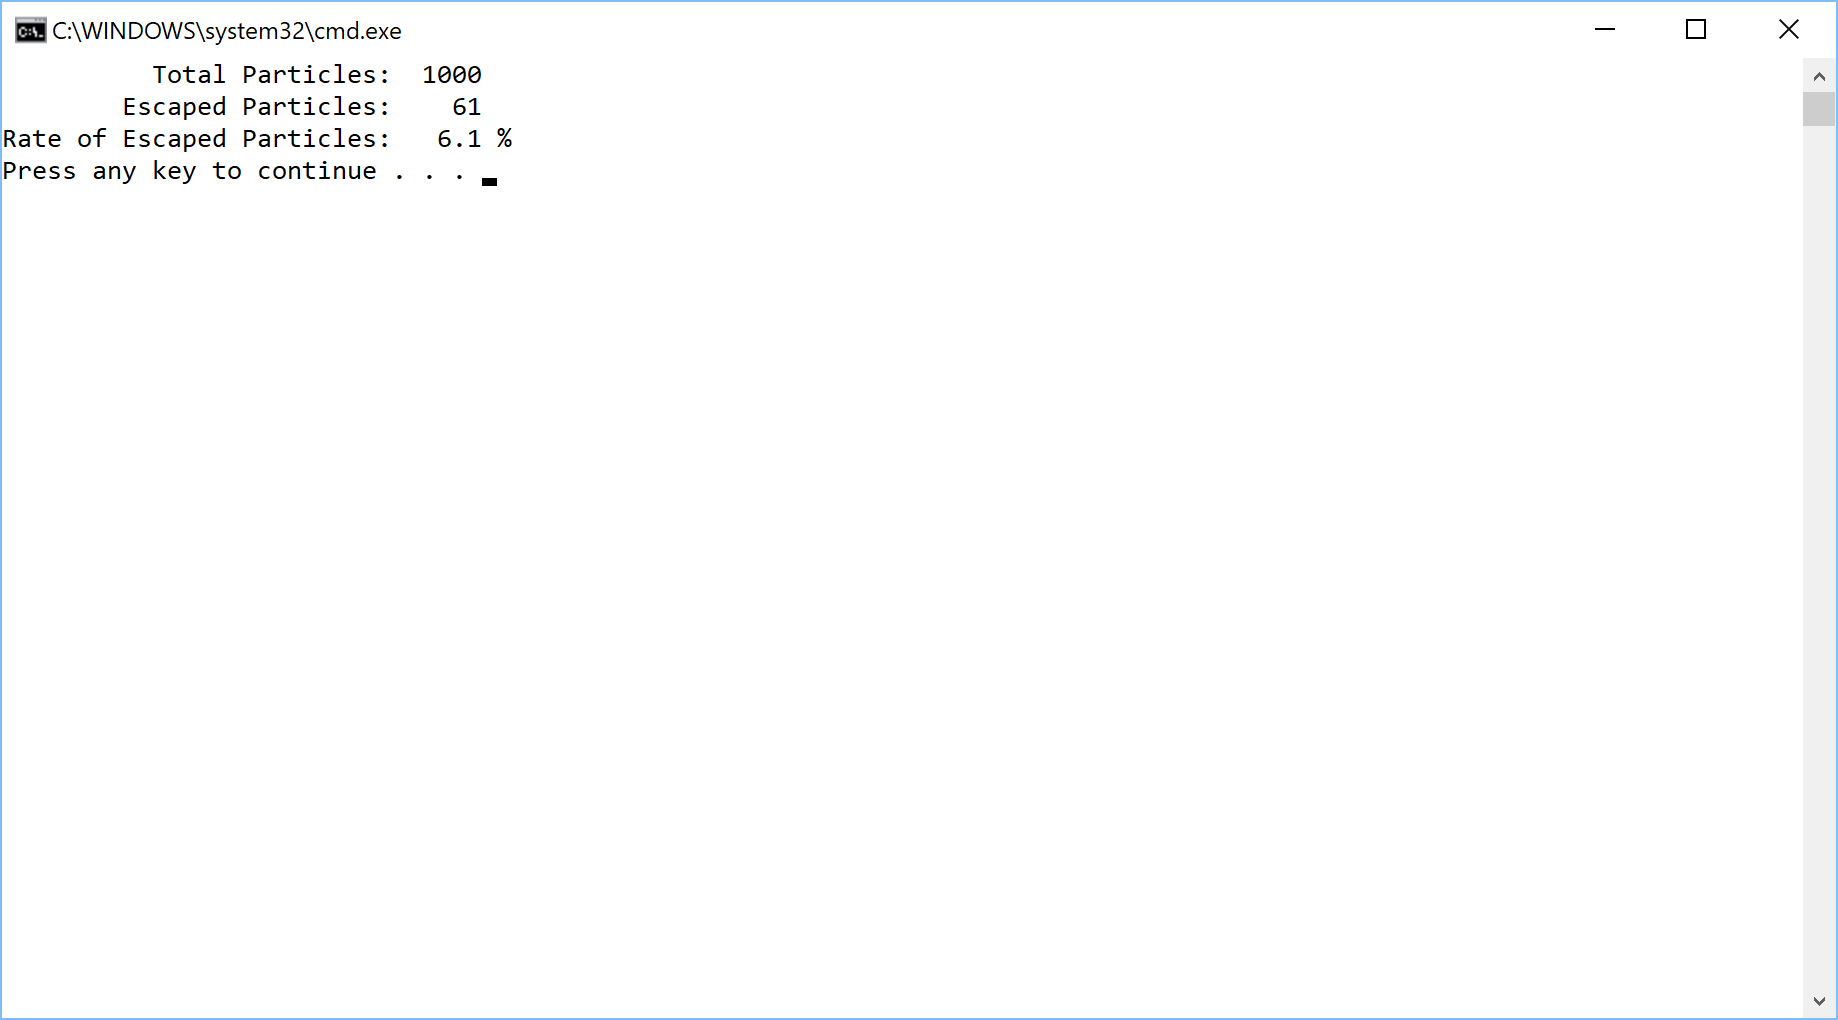 C:\WINDOWS\system32\cmd.exe
Total Particles:  1000
Escaped Particles:    61
Rate of Escaped Particles:   6.1 %
Press any key to continue . . .